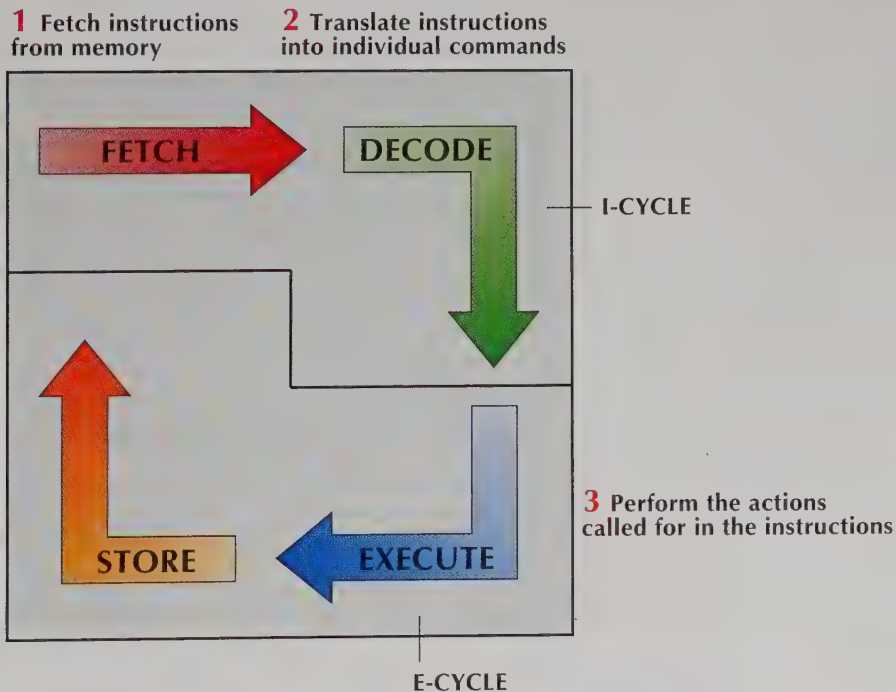 1 Fetch instructions
from memory
2 Translate instructions
into individual commands
FETCH
DECODE
I-CYCLE
3 Perform the actions
called for in the instructions
STORE
EXECUTE
E-CYCLE